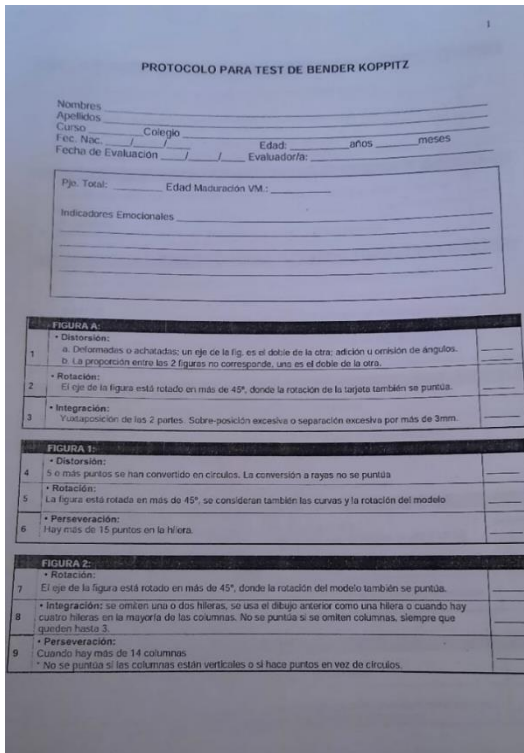 1
PROTOCOLO PARA TEST DE BENDER KOPPITZ
Nombres
Apellidos
Curso Colegio
Fec. Nac. / / Edad: años meses
Fecha de Evaluación / / Evaluador/a:
Pje. Total: Edad Maduración VM.:
Indicadores Emocionales
FIGURA A:
• Distorsión:
1 a. Deformadas o achatadas; un eje de la fig. es el doble de la otra; adición u omisión de ángulos.
b. La proporción entre las 2 figuras no corresponde, una es el doble de la otra.
• Rotación:
2 El eje de la figura está rotado en más de 45°, donde la rotación de la tarjeta también se puntúa.
• Integración:
3 Yuxtaposición de las 2 partes. Sobre-posición excesiva o separación excesiva por más de 3mm.
FIGURA 1:
• Distorsión:
4 5 o más puntos se han convertido en círculos. La conversión a rayas no se puntúa
• Rotación:
5 La figura está rotada en más de 45°, se consideran también las curvas y la rotación del modelo
• Perseveración:
6 Hay más de 15 puntos en la hilera.
FIGURA 2:
• Rotación:
7 El eje de la figura está rotado en más de 45°, donde la rotación del modelo también se puntúa.
• Integración: se omiten una o dos hileras, se usa el dibujo anterior como una hilera o cuando hay
8 cuatro hileras en la mayoría de las columnas. No se puntúa si se omiten columnas, siempre que
queden hasta 3.
• Perseveración:
9 Cuando hay más de 14 columnas
* No se puntúa si las columnas están verticales o si hace puntos en vez de círculos.